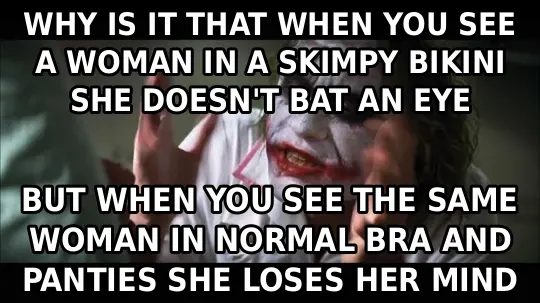 WHY IS IT THAT WHEN YOU SEE
A WOMAN IN A SKIMPY BIKINI
SHE DOESN'T BAT AN EYE
BUT WHEN YOU SEE THE SAME
WOMAN IN NORMAL BRA AND
PANTIES SHE LOSES HER MIND